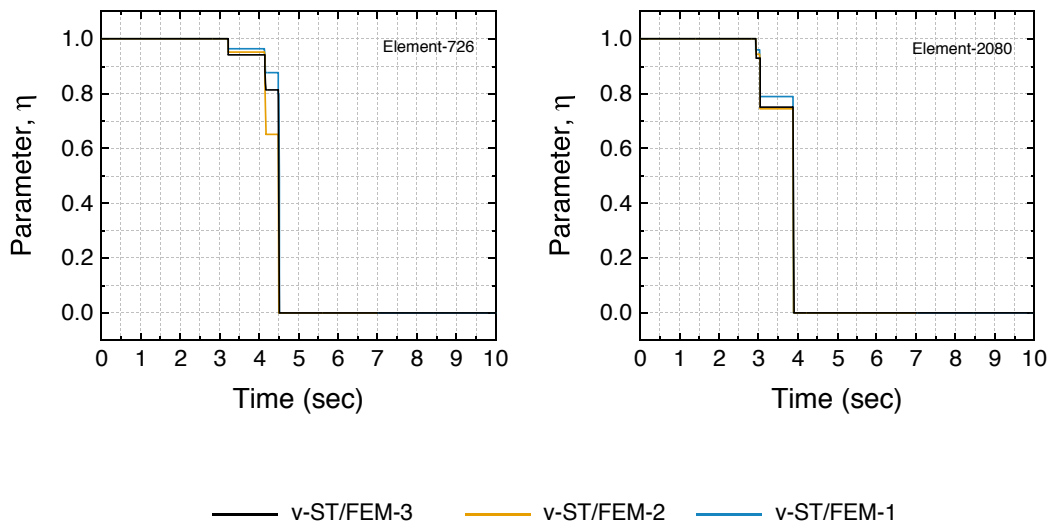 Element-726
Parameter, η
1.0
0.8
0.6
0.4
0.2
0.0
0 1 2 3 4 5 6 7 8 9 10
Time (sec)
Element-2080
Parameter, η
1.0
0.8
0.6
0.4
0.2
0.0
0 1 2 3 4 5 6 7 8 9 10
Time (sec)
v-ST/FEM-3 v-ST/FEM-2 v-ST/FEM-1